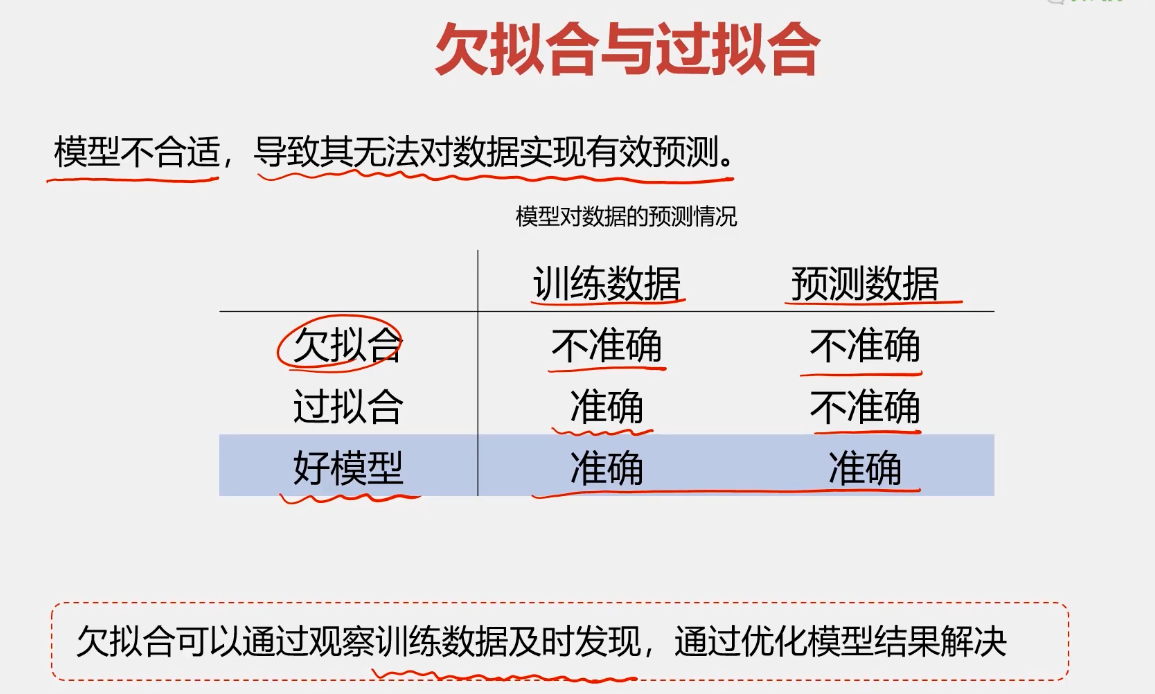 欠拟合与过拟合
模型不合适，导致其无法对数据实现有效预测。
模型对数据的预测情况
训练数据 预测数据
欠拟合 不准确 不准确
过拟合 准确 不准确
好模型 准确 准确
欠拟合可以通过观察训练数据及时发现，通过优化模型结果解决